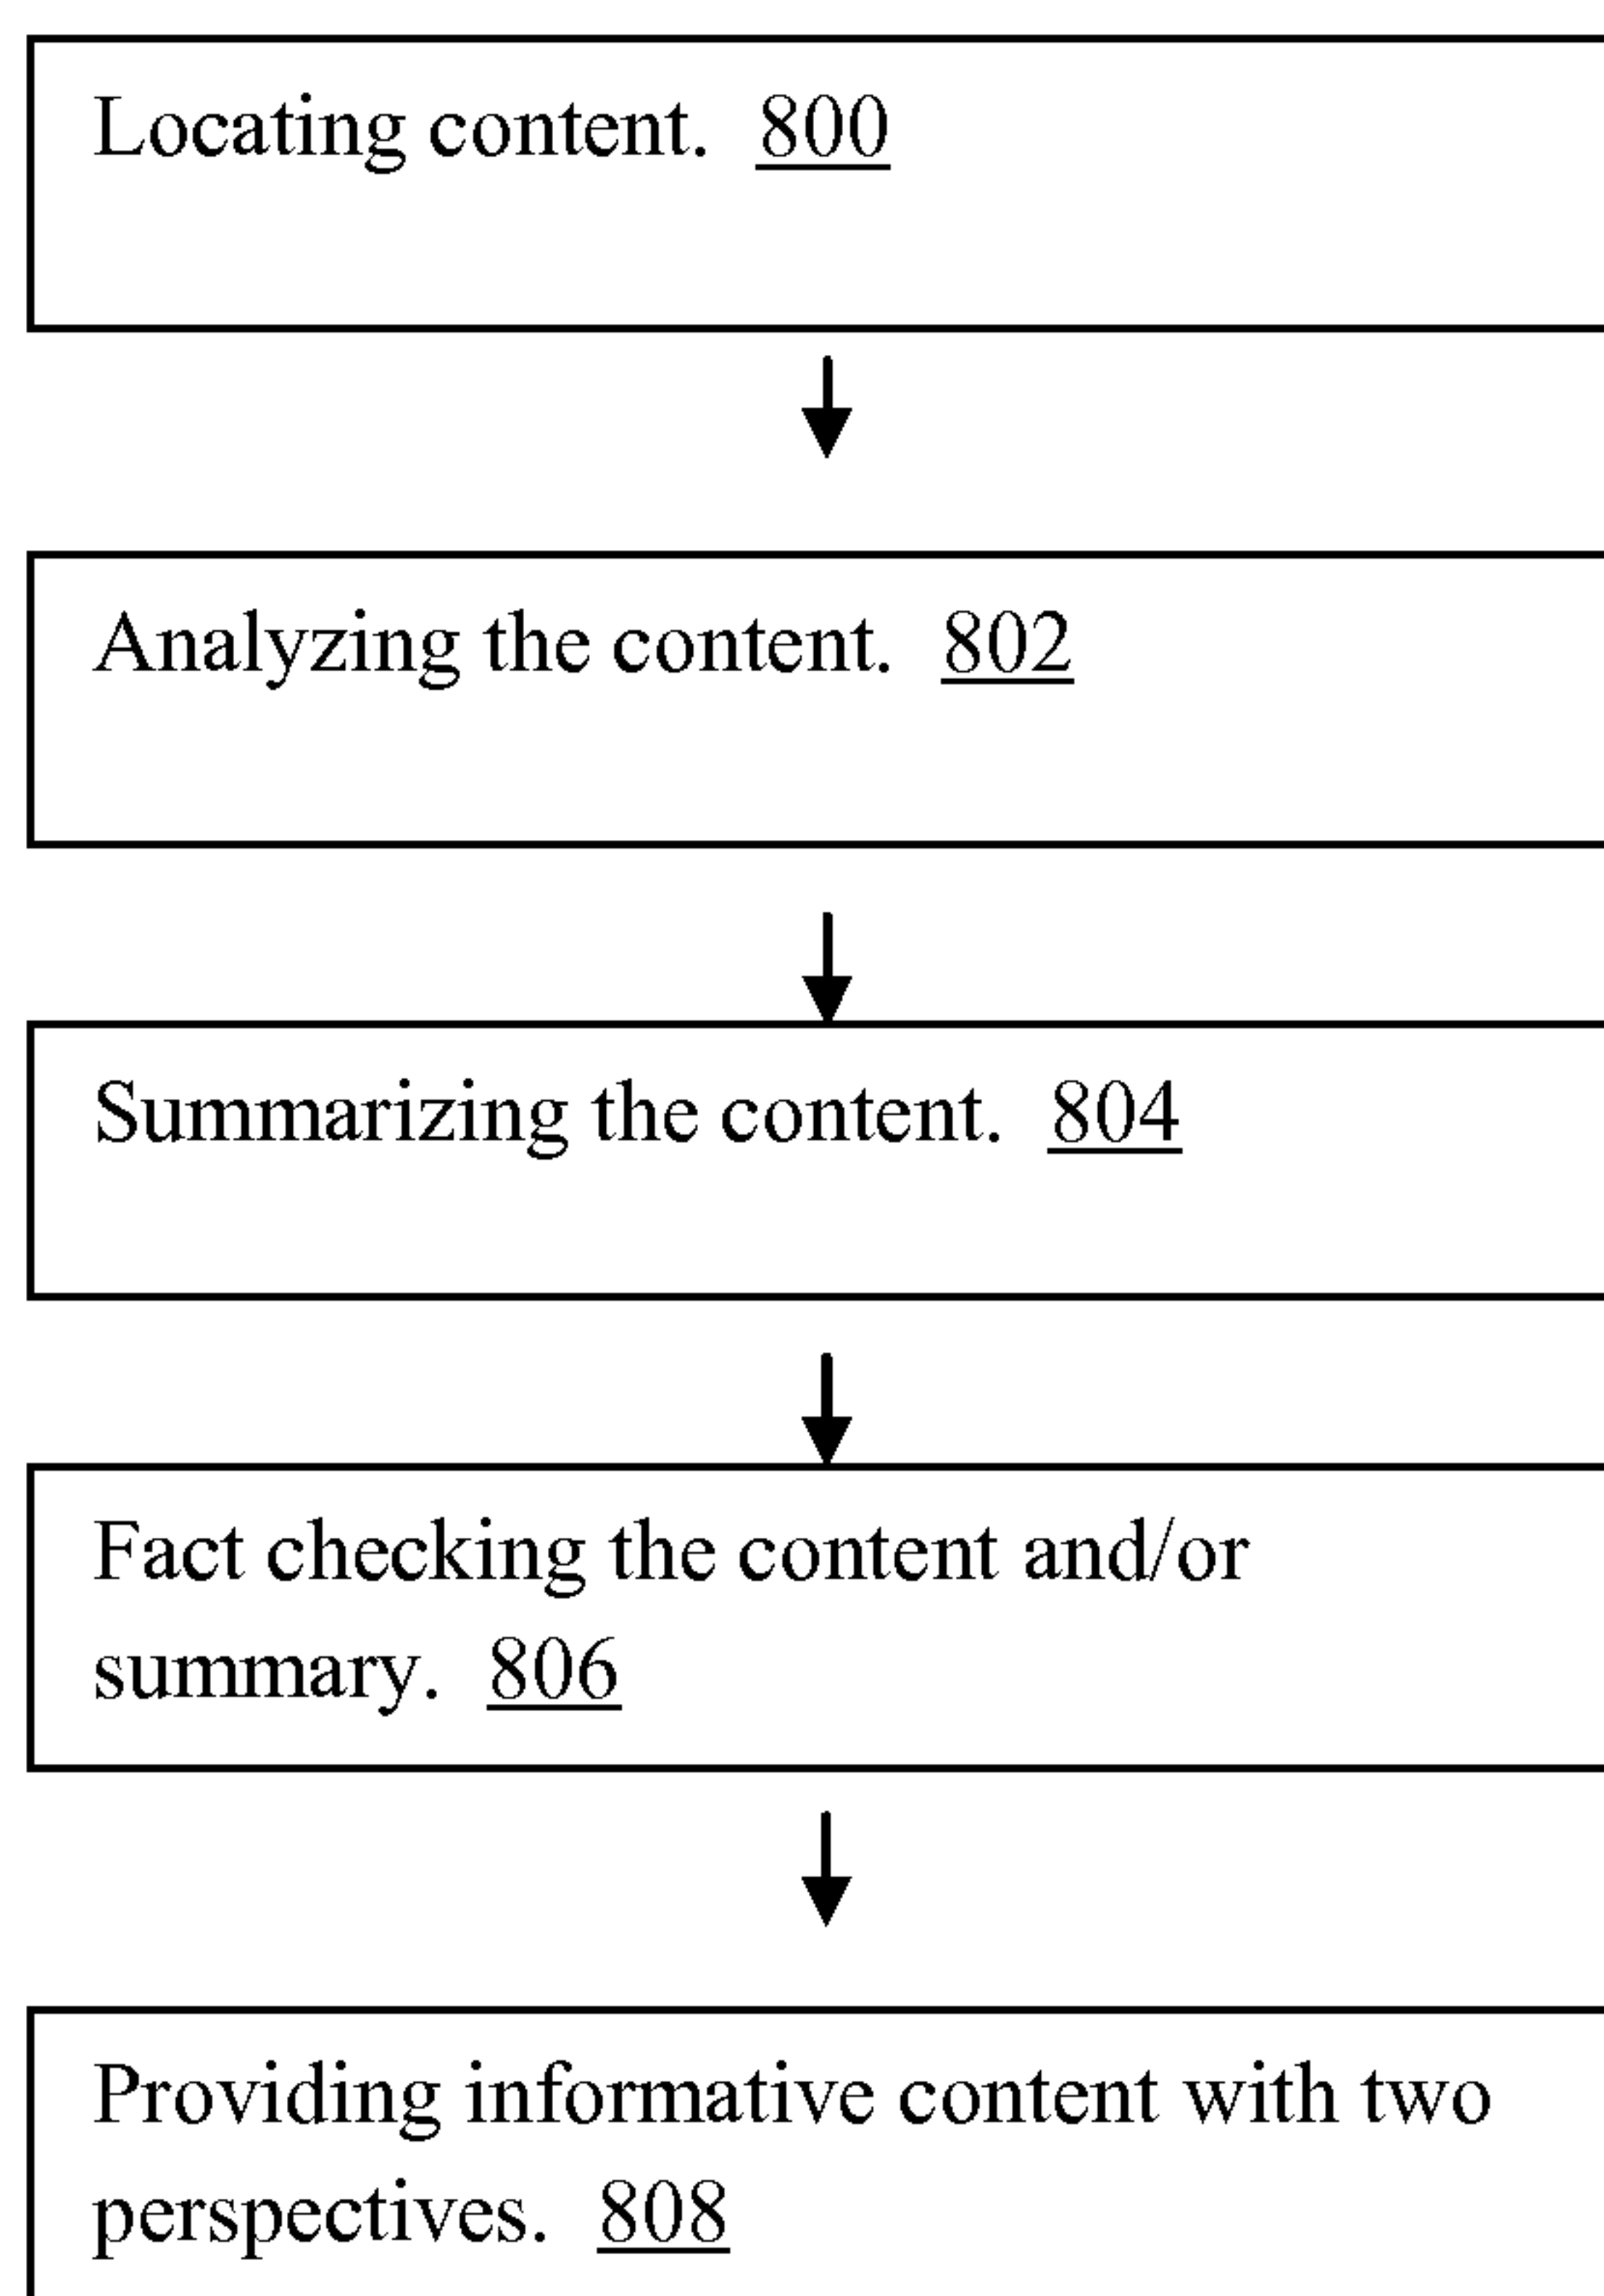 Locating content. 800
Analyzing the content. 802
Summarizing the content. 804
Fact checking the content and/or
summary. 806
Providing informative content with two
perspectives. 808